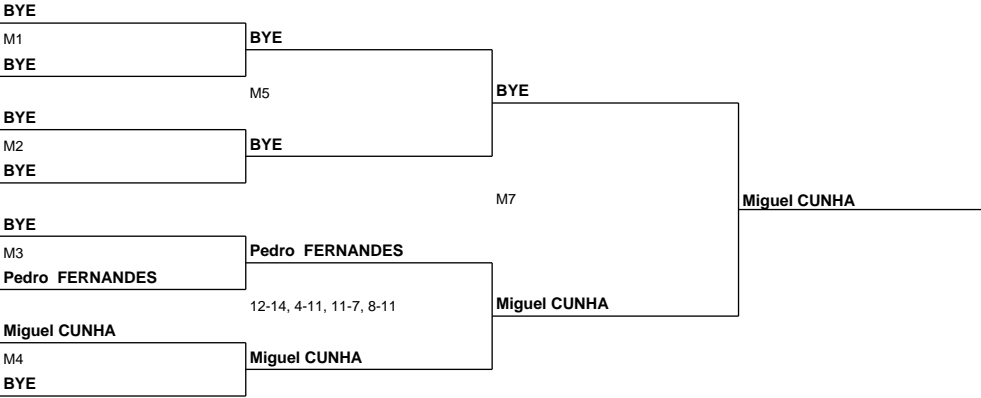 BYE
M1
BYE
BYE
M5
BYE
BYE
M2
BYE
BYE
M7
Miguel CUNHA
BYE
M3
Pedro  FERNANDES
Pedro  FERNANDES
12-14, 4-11, 11-7, 8-11
Miguel CUNHA
Miguel CUNHA
M4
Miguel CUNHA
BYE